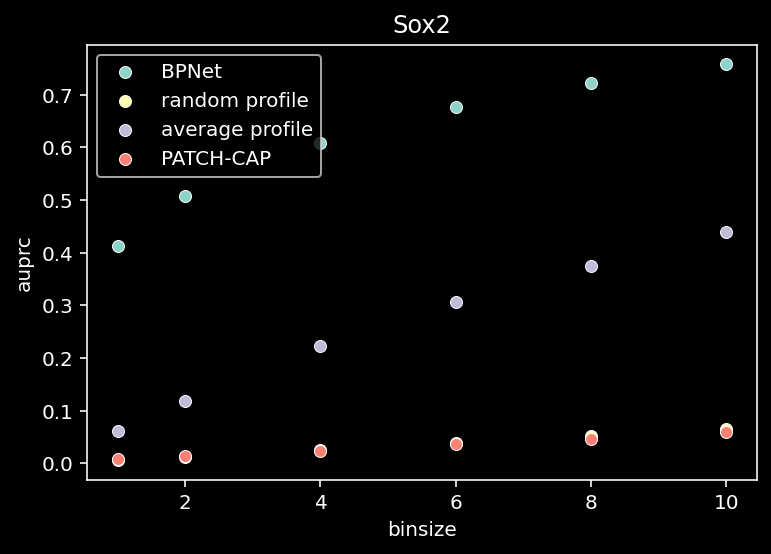 Sox2
BPNet
random profile
average profile
PATCH-CAP
auprc
0.7
0.6
0.5
0.4
0.3
0.2
0.1
0.0
2 4 6 8 10
binsize